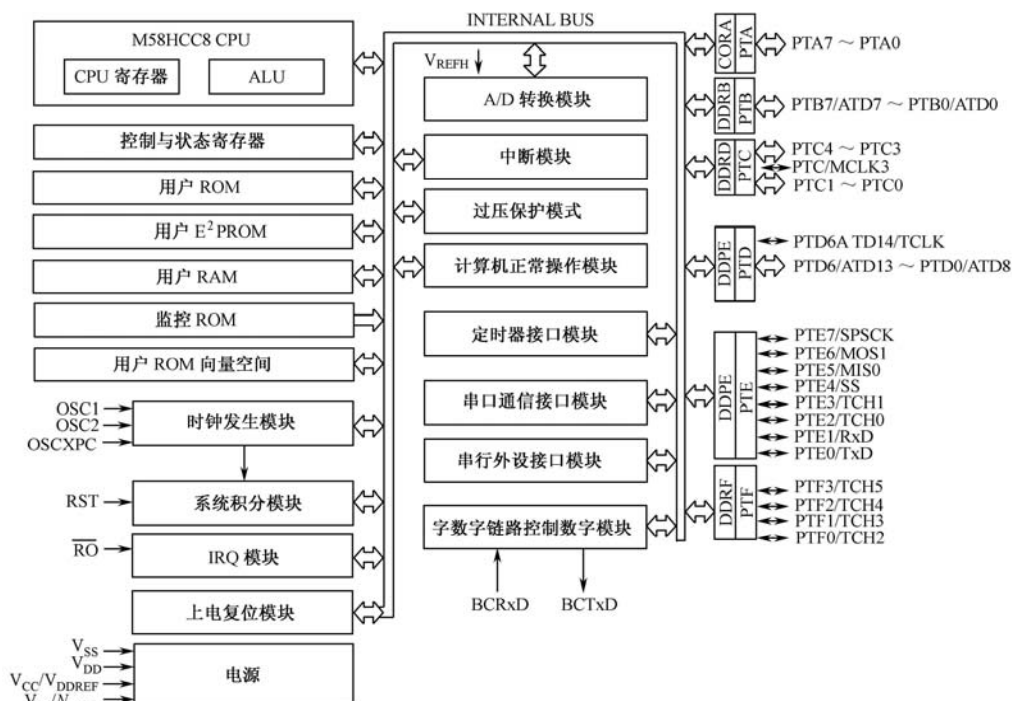 INTERNAL BUS
M58HCC8 CPU
CPU 寄存器
ALU
控制与状态寄存器
用户 ROM
用户 E²PROM
用户 RAM
监控 ROM
用户 ROM 向量空间
OSC1
OSC2
OSCXPC
时钟发生模块
RST
系统积分模块
RO
IRQ 模块
上电复位模块
V_SS
V_DD
V_CC/V_DDREF
电源
V_REFH
A/D 转换模块
中断模块
过压保护模式
计算机正常操作模块
定时器接口模块
串口通信接口模块
串行外设接口模块
字数字链路控制数字模块
BCRxD
BCTxD
CORA
PTA
PTA7 ～ PTA0
DDRB
PTB
PTB7/ATD7 ～ PTB0/ATD0
DDRD
PTC
PTC4 ～ PTC3
PTC/MCLK3
PTC1 ～ PTC0
DDPE
PTD
PTD6A TD14/TCLK
PTD6/ATD13 ～ PTD0/ATD8
DDPE
PTE
PTE7/SPSCK
PTE6/MOS1
PTE5/MIS0
PTE4/SS
PTE3/TCH1
PTE2/TCH0
PTE1/RxD
PTE0/TxD
DDRF
PTF
PTF3/TCH5
PTF2/TCH4
PTF1/TCH3
PTF0/TCH2